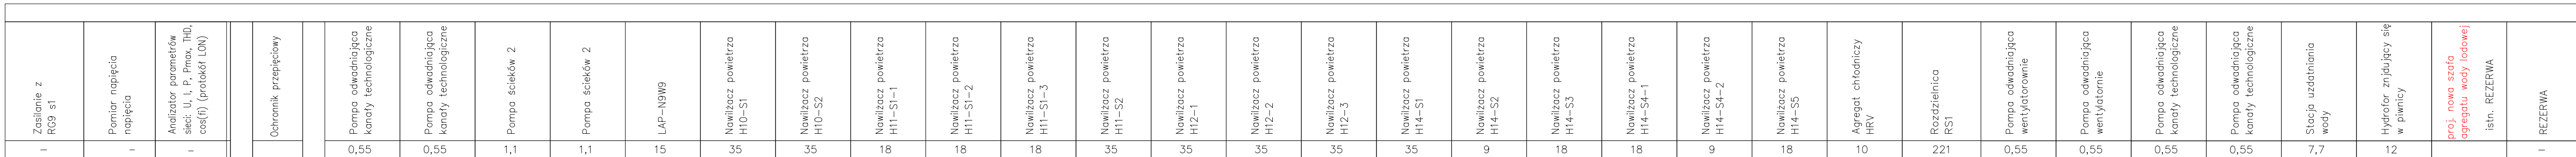 Zasilanie z
RG9 s1
–
Pomiar napięcia
napięcia
–
Analizator parametrów
sieci: U, I, P, Pmax, THD,
cos(fi)) (protokół LON)
–
Ochronnik przepięciowy
Pompa odwadniająca
kanały technologiczne
0,55
Pompa odwadniająca
kanały technologiczne
0,55
Pompa ścieków 2
1,1
Pompa ścieków 2
1,1
LAP-N9W9
15
Nawilżacz powietrza
H10-S1
35
Nawilżacz powietrza
H10-S2
35
Nawilżacz powietrza
H11-S1-1
18
Nawilżacz powietrza
H11-S1-2
18
Nawilżacz powietrza
H11-S1-3
18
Nawilżacz powietrza
H11-S2
35
Nawilżacz powietrza
H12-1
35
Nawilżacz powietrza
H12-2
35
Nawilżacz powietrza
H12-3
35
Nawilżacz powietrza
H14-S1
35
Nawilżacz powietrza
H14-S2
9
Nawilżacz powietrza
H14-S3
18
Nawilżacz powietrza
H14-S4-1
18
Nawilżacz powietrza
H14-S4-2
9
Nawilżacz powietrza
H14-S5
18
Agregat chłodniczy
HRV
10
Rozdzielnica
RS1
221
Pompa odwadniająca
wentylatorownie
0,55
Pompa odwadniająca
wentylatornie
0,55
Pompa odwadniająca
kanały technologiczne
0,55
Pompa odwadniająca
kanały technologiczne
0,55
Stacja uzdatniania
wody
7,7
Hydrofor znjdujący się
w piwnicy
12
proj. nowa szafa
agregatu wody lodowej
istn. REZERWA
REZERWA
–